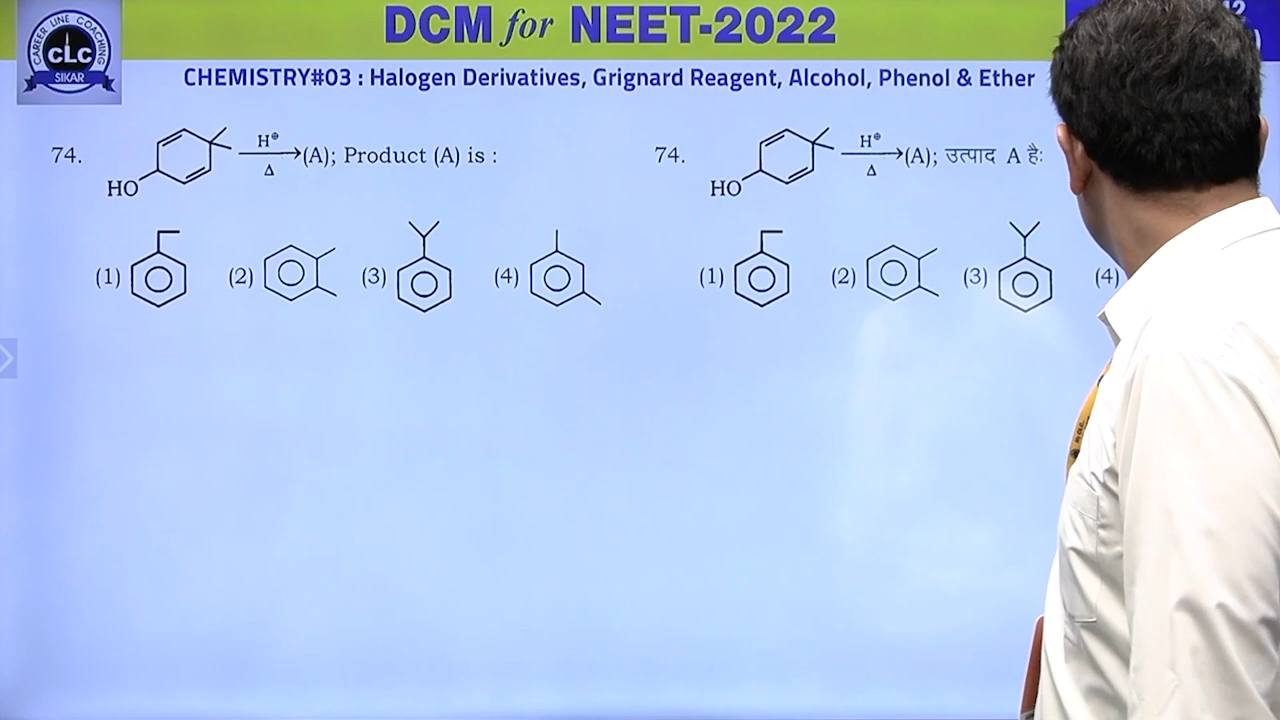 DCM for NEET-2022
12
CAREER LINE COACHING
CLC
SIKAR
CHEMISTRY#03 : Halogen Derivatives, Grignard Reagent, Alcohol, Phenol & Ether
74. HO H⊕ Δ (A); Product (A) is :
(1) (2) (3) (4)
74. HO H⊕ Δ (A); उत्पाद A है:
(1) (2) (3) (4)